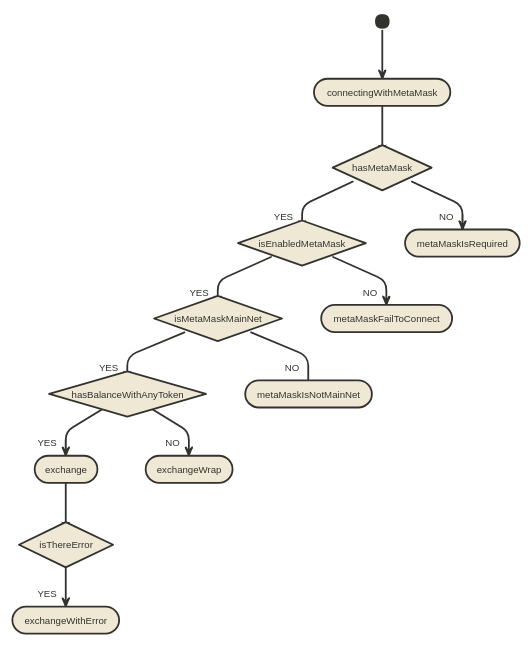 connectingWithMetaMask
hasMetaMask
YES
NO
isEnabledMetaMask
metaMaskIsRequired
YES
NO
isMetaMaskMainNet
metaMaskFailToConnect
YES
NO
hasBalanceWithAnyToken
metaMaskIsNotMainNet
YES
NO
exchange
exchangeWrap
isThereError
YES
exchangeWithError